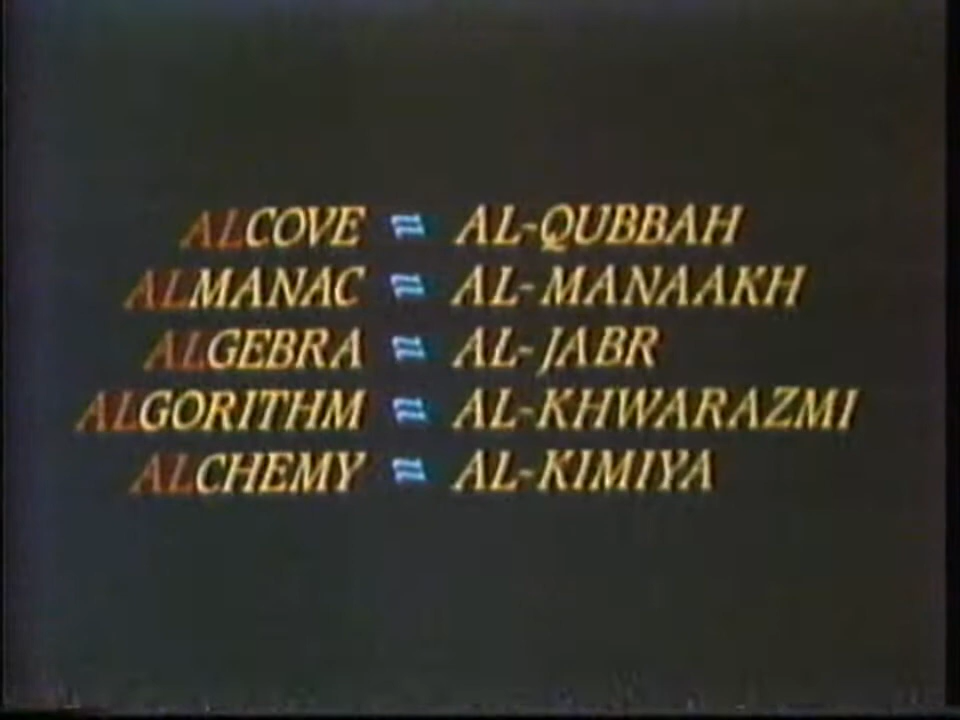 ALCOVE = AL-QUBBAH
ALMANAC = AL-MANAAKH
ALGEBRA = AL-JABR
ALGORITHM = AL-KHWARAZMI
ALCHEMY = AL-KIMIYA